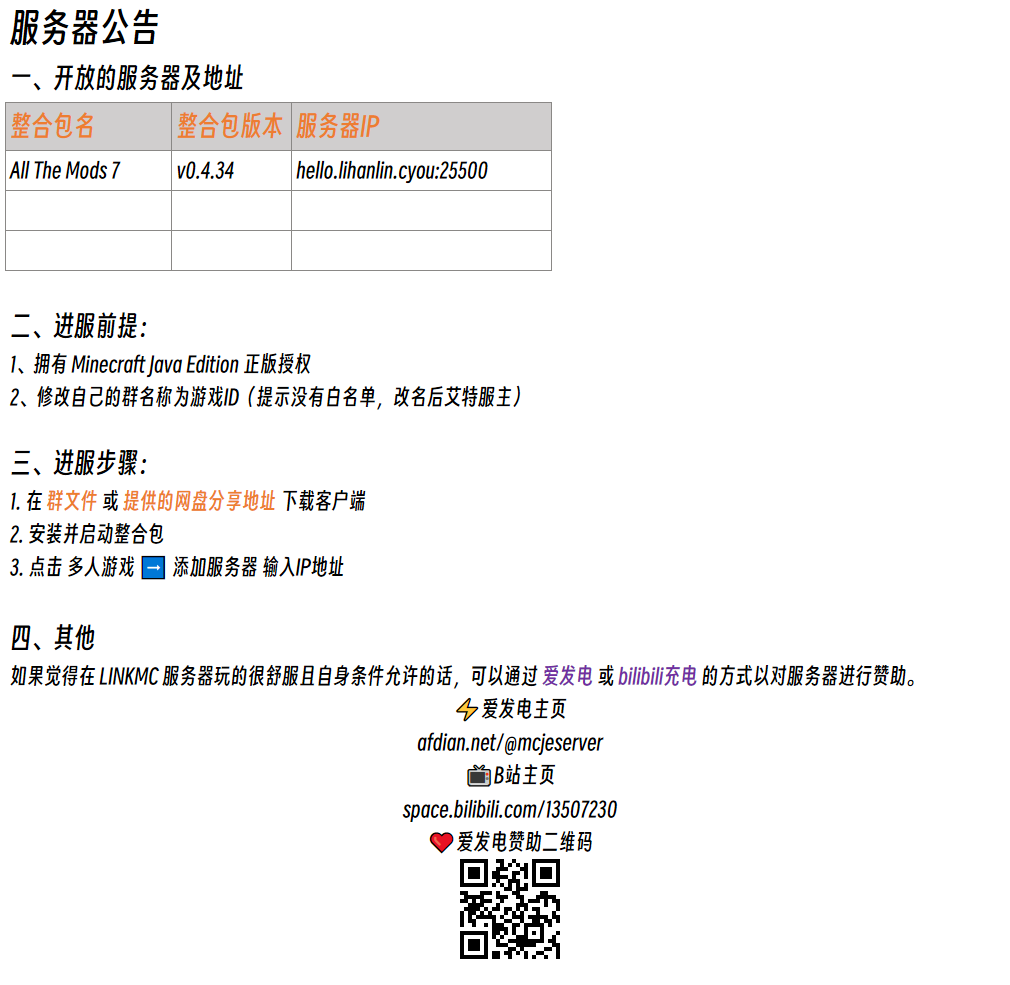 服务器公告
一、开放的服务器及地址
整合包名 整合包版本 服务器IP
All The Mods 7 v0.4.34 hello.lihanlin.cyou:25500
二、进服前提：
1、拥有 Minecraft Java Edition 正版授权
2、修改自己的群名称为游戏ID（提示没有白名单，改名后艾特服主）
三、进服步骤：
1. 在 群文件 或 提供的网盘分享地址 下载客户端
2. 安装并启动整合包
3. 点击 多人游戏 ➡️ 添加服务器 输入IP地址
四、其他
如果觉得在 LINKMC 服务器玩的很舒服且自身条件允许的话，可以通过 爱发电 或 bilibili充电 的方式以对服务器进行赞助。
⚡爱发电主页
afdian.net/@mcjeserver
📺B站主页
space.bilibili.com/13507230
❤️爱发电赞助二维码